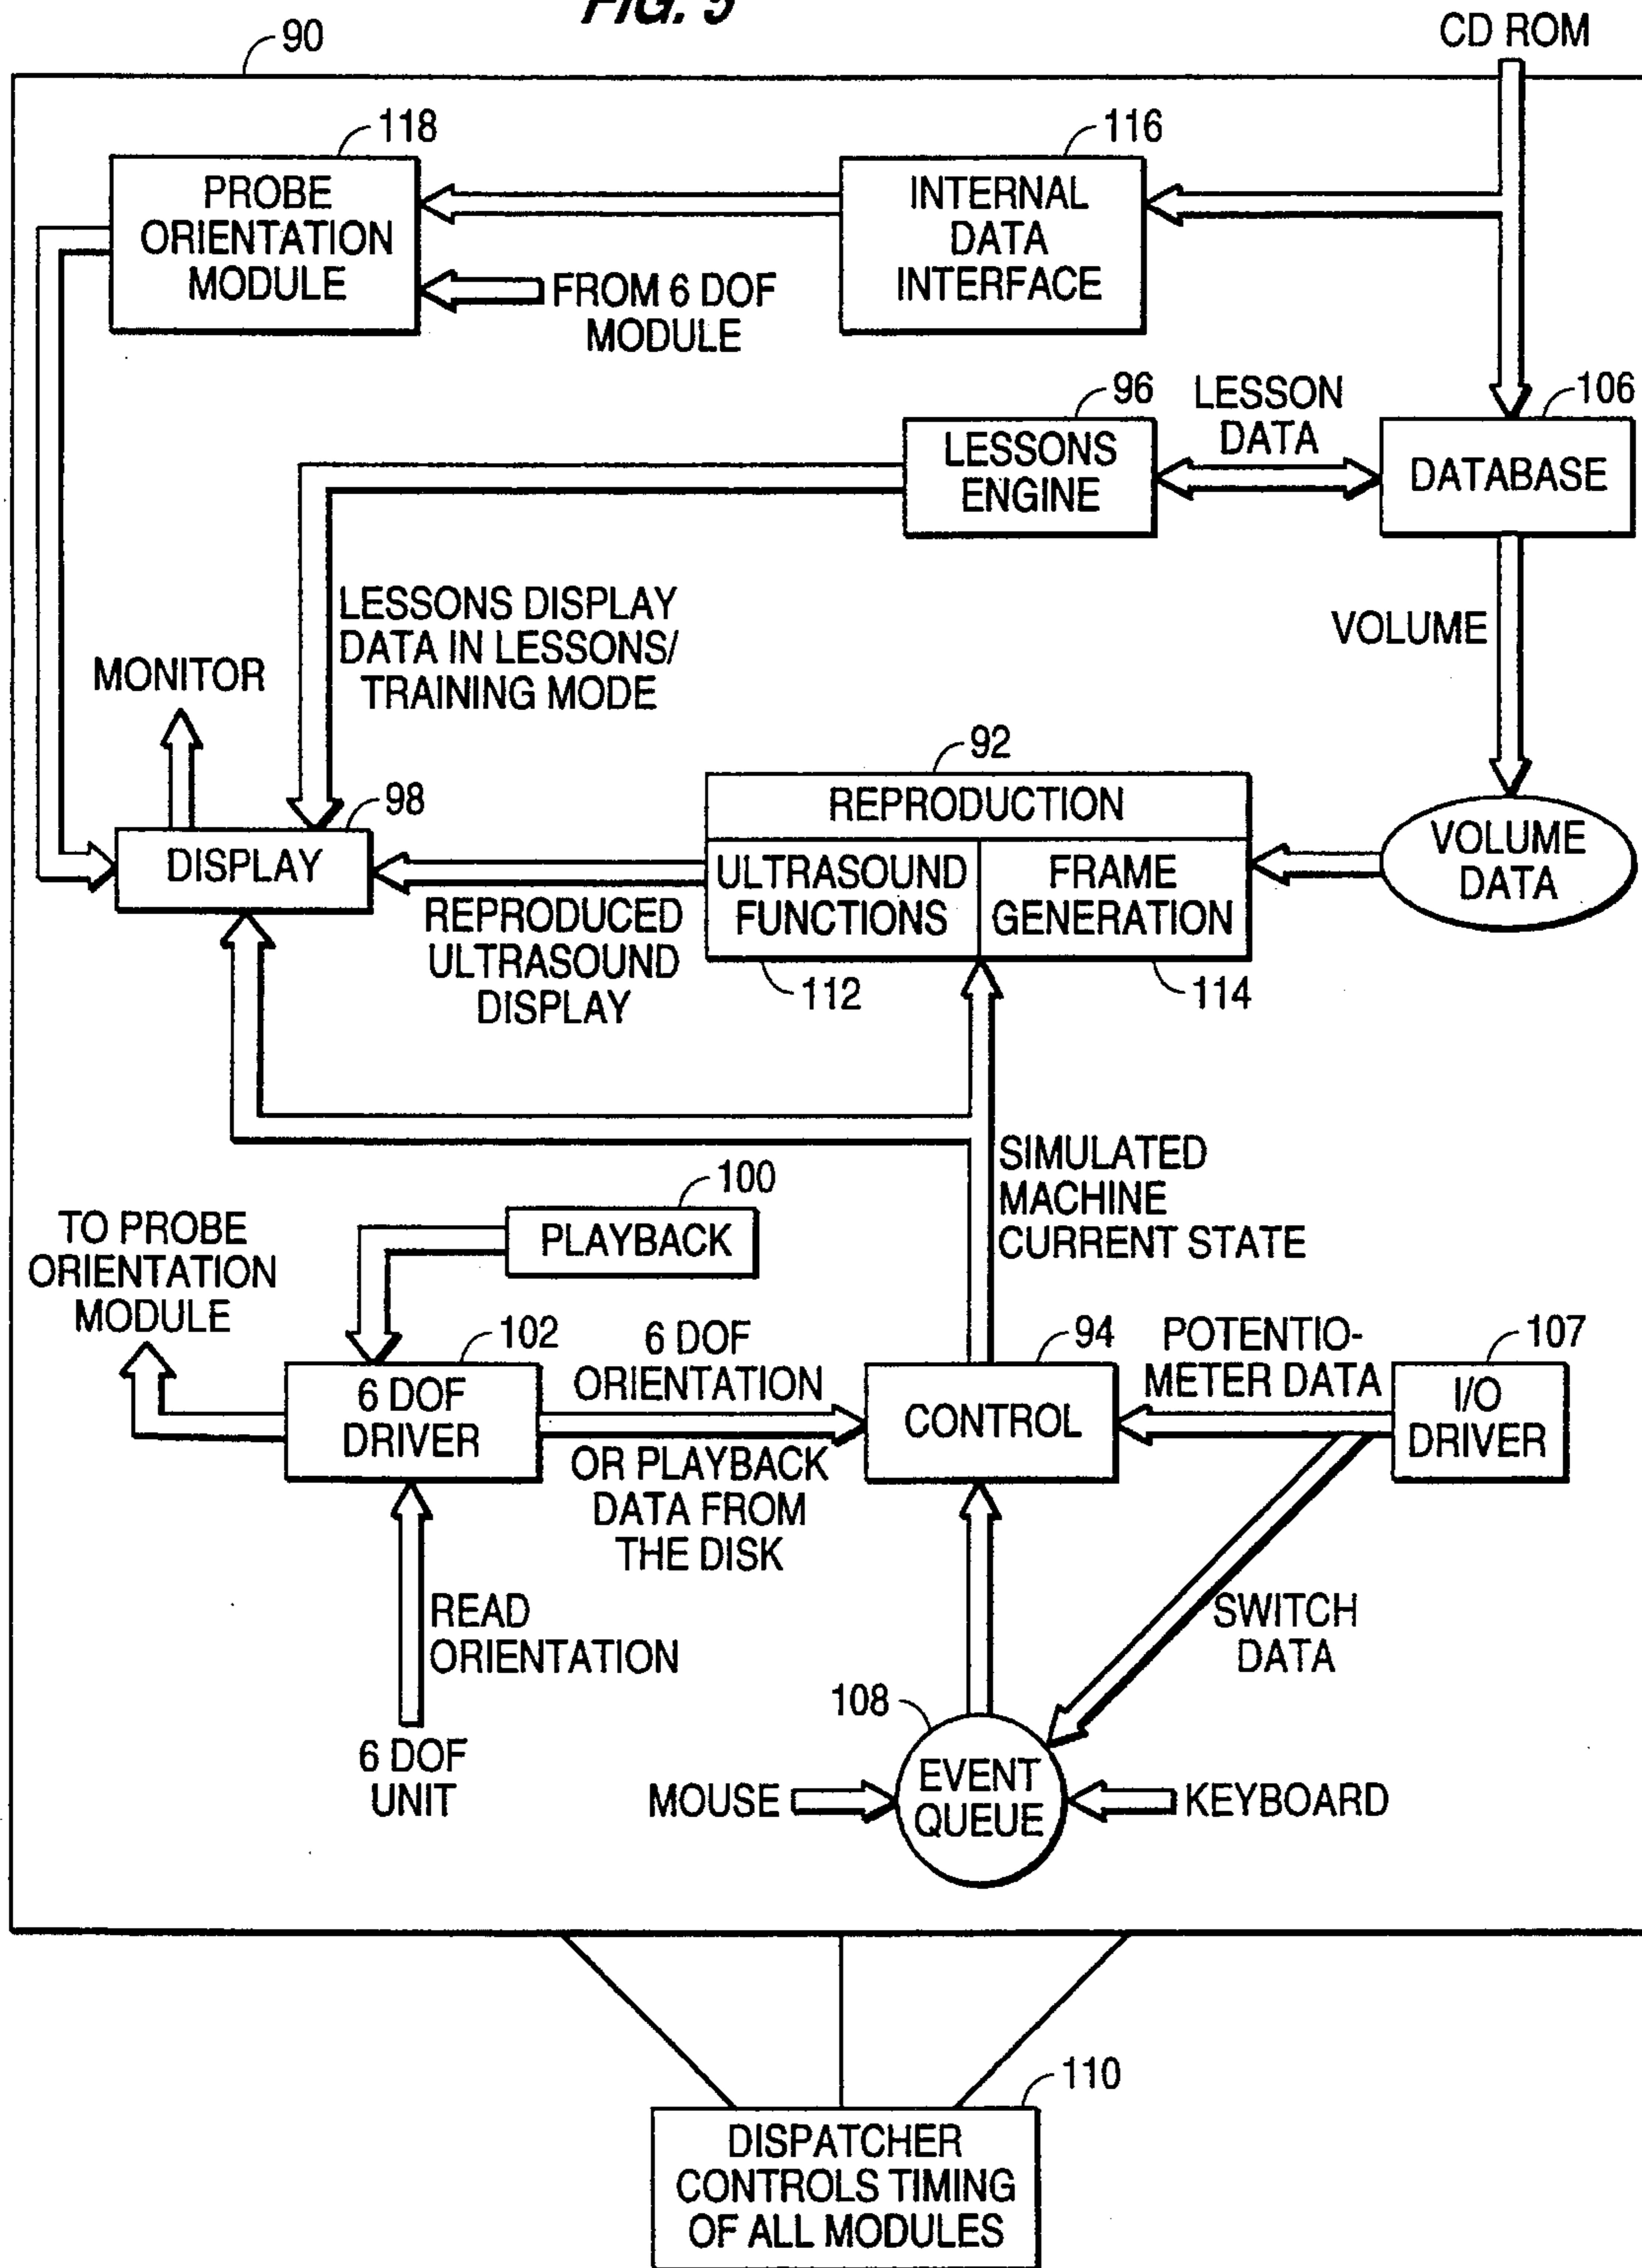 FIG. 5
90
CD ROM
118
116
PROBE
ORIENTATION
MODULE
INTERNAL
DATA
INTERFACE
FROM 6 DOF
MODULE
96
LESSON
DATA
106
LESSONS
ENGINE
DATABASE
LESSONS DISPLAY
DATA IN LESSONS/
TRAINING MODE
VOLUME
MONITOR
92
98
REPRODUCTION
DISPLAY
ULTRASOUND
FUNCTIONS
FRAME
GENERATION
VOLUME
DATA
REPRODUCED
ULTRASOUND
DISPLAY
112
114
SIMULATED
MACHINE
CURRENT STATE
100
PLAYBACK
TO PROBE
ORIENTATION
MODULE
102
6 DOF
ORIENTATION
94
POTENTIO-
METER DATA
107
6 DOF
DRIVER
CONTROL
I/O
DRIVER
OR PLAYBACK
DATA FROM
THE DISK
READ
ORIENTATION
SWITCH
DATA
108
6 DOF
UNIT
MOUSE
EVENT
QUEUE
KEYBOARD
110
DISPATCHER
CONTROLS TIMING
OF ALL MODULES